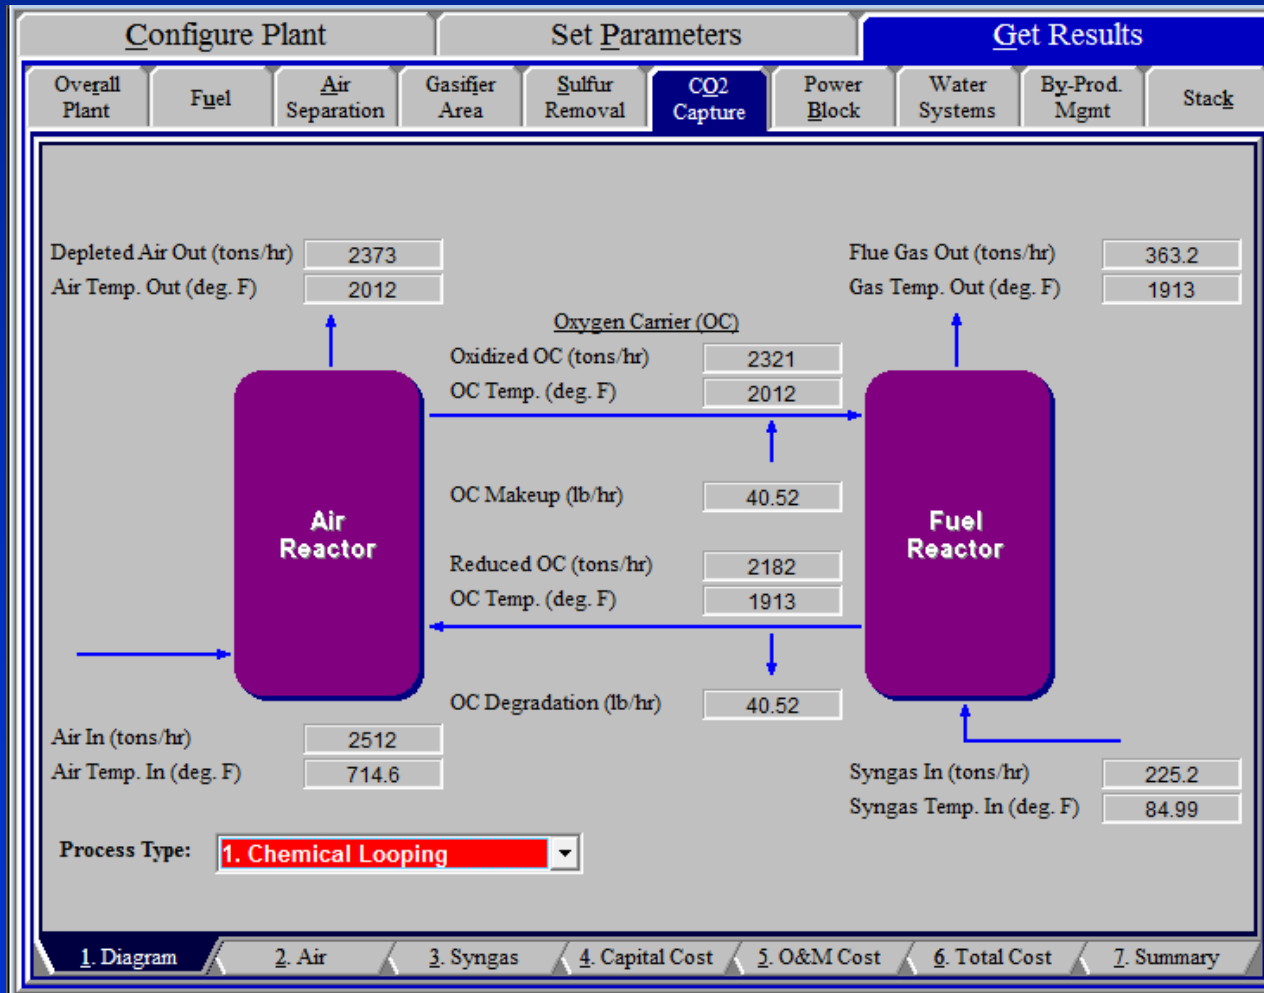 Configure Plant
Set Parameters
Get Results
Overall
Plant
Fuel
Air
Separation
Gasifier
Area
Sulfur
Removal
CO2
Capture
Power
Block
Water
Systems
By-Prod.
Mgmt
Stack
Depleted Air Out (tons/hr) 2373
Air Temp. Out (deg. F) 2012
Flue Gas Out (tons/hr) 363.2
Gas Temp. Out (deg. F) 1913
Oxygen Carrier (OC)
Oxidized OC (tons/hr) 2321
OC Temp. (deg. F) 2012
OC Makeup (lb/hr) 40.52
Air
Reactor
Fuel
Reactor
Reduced OC (tons/hr) 2182
OC Temp. (deg. F) 1913
OC Degradation (lb/hr) 40.52
Air In (tons/hr) 2512
Air Temp. In (deg. F) 714.6
Syngas In (tons/hr) 225.2
Syngas Temp. In (deg. F) 84.99
Process Type: 1. Chemical Looping
1. Diagram
2. Air
3. Syngas
4. Capital Cost
5. O&M Cost
6. Total Cost
7. Summary